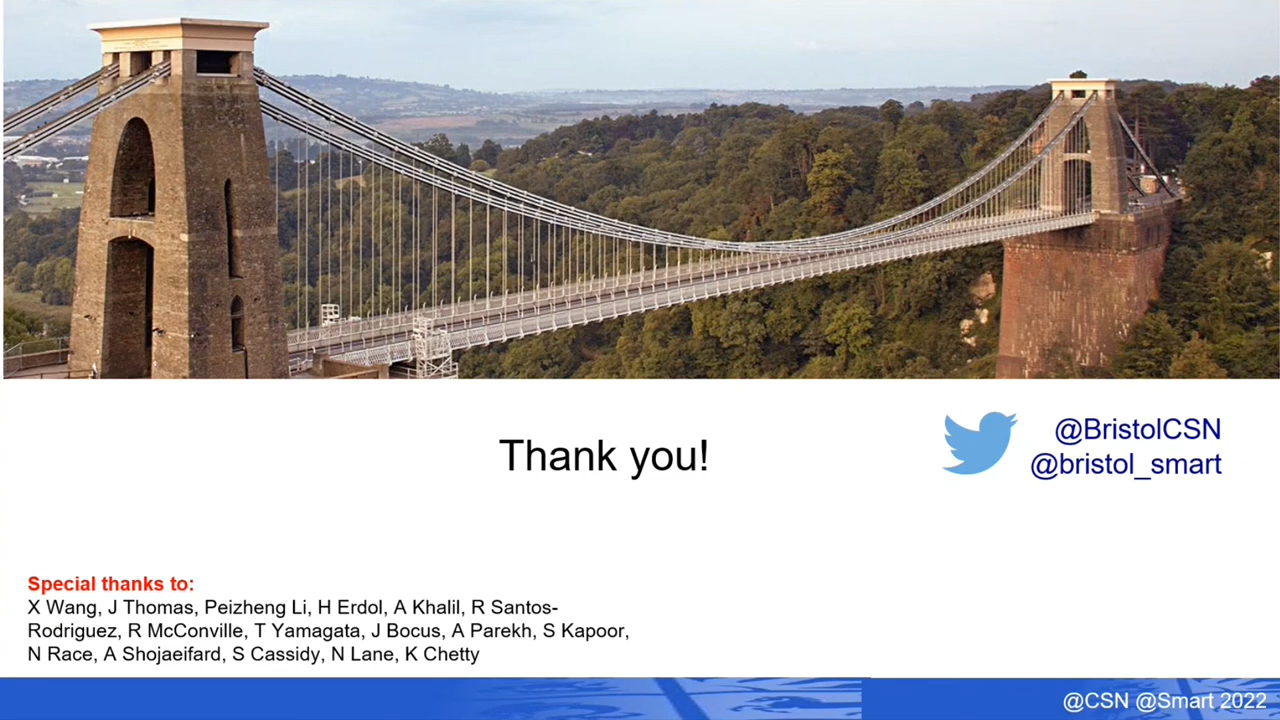 Thank you!
@BristolCSN
@bristol_smart
Special thanks to:
X Wang, J Thomas, Peizheng Li, H Erdol, A Khalil, R Santos-
Rodriguez, R McConville, T Yamagata, J Bocus, A Parekh, S Kapoor,
N Race, A Shojaeifard, S Cassidy, N Lane, K Chetty
@CSN @Smart 2022